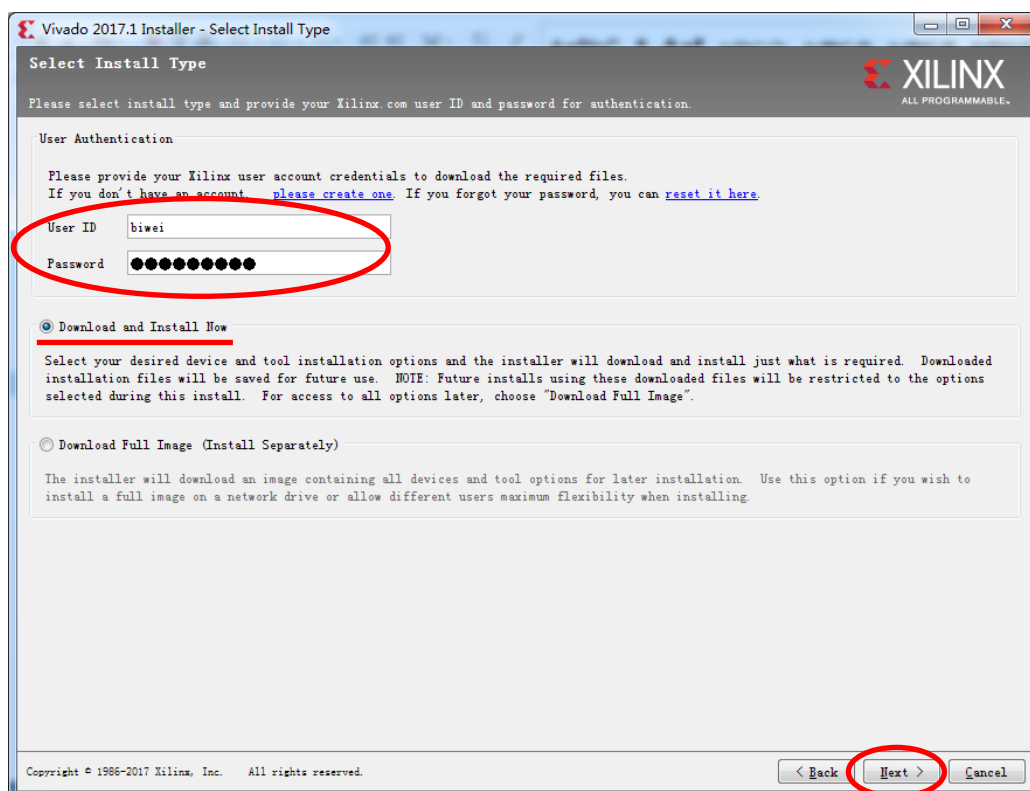 Vivado 2017.1 Installer - Select Install Type
Select Install Type
XILINX
ALL PROGRAMMABLE.
Please select install type and provide your Xilinx.com user ID and password for authentication.
User Authentication
Please provide your Xilinx user account credentials to download the required files.
If you don't have an account, please create one. If you forgot your password, you can reset it here.
User ID biwei
Password ●●●●●●●●●
Download and Install Now
Select your desired device and tool installation options and the installer will download and install just what is required. Downloaded
installation files will be saved for future use. NOTE: Future installs using these downloaded files will be restricted to the options
selected during this install. For access to all options later, choose "Download Full Image".
Download Full Image (Install Separately)
The installer will download an image containing all devices and tool options for later installation. Use this option if you wish to
install a full image on a network drive or allow different users maximum flexibility when installing.
Copyright © 1986-2017 Xilinx, Inc. All rights reserved.
< Back Next > Cancel